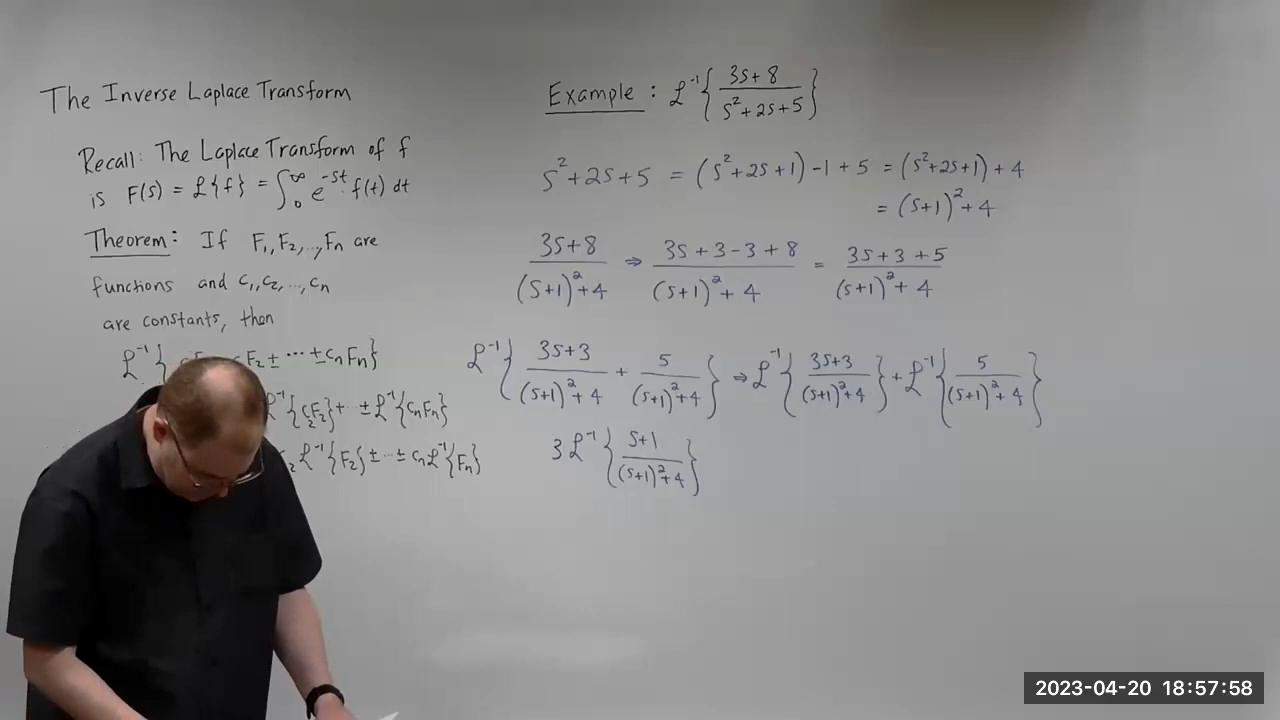 The Inverse Laplace Transform
Recall: The Laplace Transform of f
is F(s) = ℒ{f} = ∫₀^∞ e^{-st} · f(t) dt
Theorem: If F₁, F₂, ..., Fₙ are
functions and c₁, c₂, ..., cₙ
are constants, then
ℒ⁻¹{ F₂ ± ⋯ ± cₙFₙ}
ℒ⁻¹{c₂F₂} + ⋯ ± ℒ⁻¹{cₙFₙ}
₂ ℒ⁻¹{F₂} ± ⋯ ± cₙℒ⁻¹{Fₙ}
Example: ℒ⁻¹{(3s+8)/(s²+2s+5)}
s²+2s+5 = (s²+2s+1)-1+5 = (s²+2s+1)+4
= (s+1)²+4
(3s+8)/((s+1)²+4) ⇒ (3s+3-3+8)/((s+1)²+4) = (3s+3+5)/((s+1)²+4)
ℒ⁻¹{(3s+3)/((s+1)²+4) + 5/((s+1)²+4)} ⇒ ℒ⁻¹{(3s+3)/((s+1)²+4)} + ℒ⁻¹{5/((s+1)²+4)}
3ℒ⁻¹{(s+1)/((s+1)²+4)}
2023-04-20 18:57:58